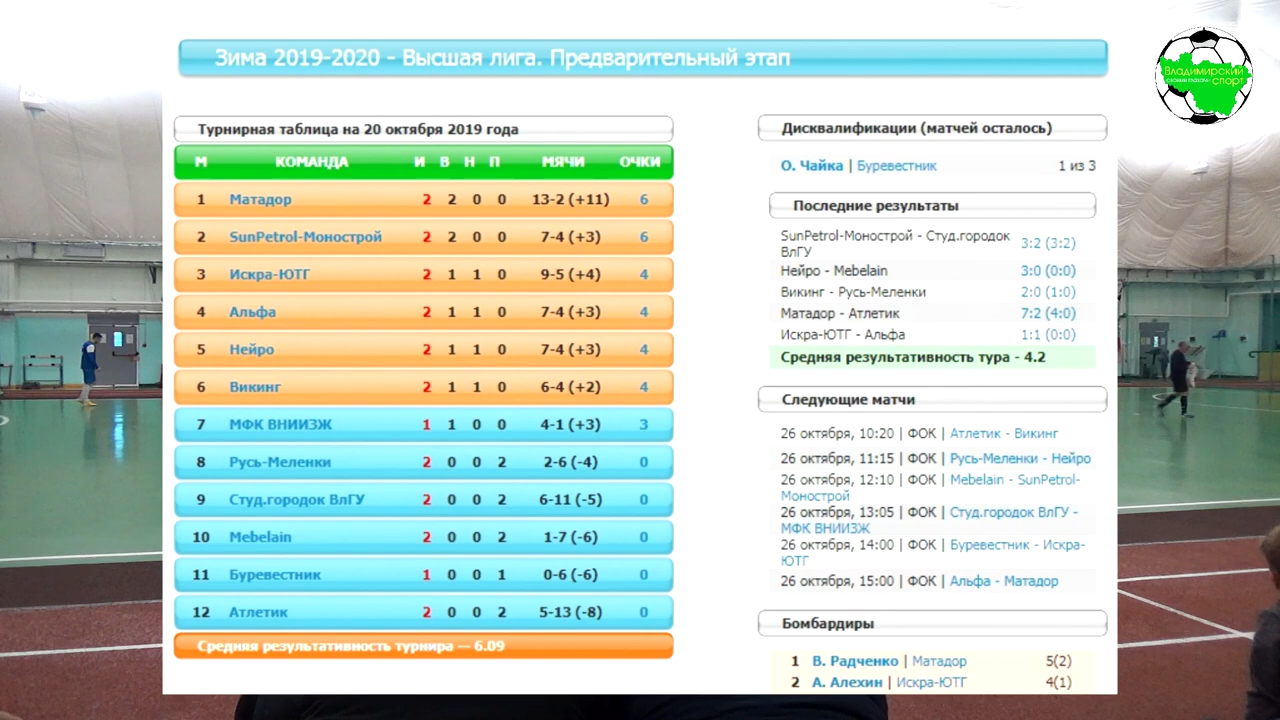 Зима 2019-2020 - Высшая лига. Предварительный этап
Владимирский
СВОИМИ ГЛАЗАМИ
спорт
Турнирная таблица на 20 октября 2019 года
М КОМАНДА И В Н П МЯЧИ ОЧКИ
1 Матадор 2 2 0 0 13-2 (+11) 6
2 SunPetrol-Монострой 2 2 0 0 7-4 (+3) 6
3 Искра-ЮТГ 2 1 1 0 9-5 (+4) 4
4 Альфа 2 1 1 0 7-4 (+3) 4
5 Нейро 2 1 1 0 7-4 (+3) 4
6 Викинг 2 1 1 0 6-4 (+2) 4
7 МФК ВНИИЗЖ 1 1 0 0 4-1 (+3) 3
8 Русь-Меленки 2 0 0 2 2-6 (-4) 0
9 Студ.городок ВлГУ 2 0 0 2 6-11 (-5) 0
10 Mebelain 2 0 0 2 1-7 (-6) 0
11 Буревестник 1 0 0 1 0-6 (-6) 0
12 Атлетик 2 0 0 2 5-13 (-8) 0
Средняя результативность турнира — 6.09
Дисквалификации (матчей осталось)
О. Чайка | Буревестник 1 из 3
Последние результаты
SunPetrol-Монострой - Студ.городок
ВлГУ 3:2 (3:2)
Нейро - Mebelain 3:0 (0:0)
Викинг - Русь-Меленки 2:0 (1:0)
Матадор - Атлетик 7:2 (4:0)
Искра-ЮТГ - Альфа 1:1 (0:0)
Средняя результативность тура - 4.2
Следующие матчи
26 октября, 10:20 | ФОК | Атлетик - Викинг
26 октября, 11:15 | ФОК | Русь-Меленки - Нейро
26 октября, 12:10 | ФОК | Mebelain - SunPetrol-
Монострой
26 октября, 13:05 | ФОК | Студ.городок ВлГУ -
МФК ВНИИЗЖ
26 октября, 14:00 | ФОК | Буревестник - Искра-
ЮТГ
26 октября, 15:00 | ФОК | Альфа - Матадор
Бомбардиры
1 В. Радченко | Матадор 5(2)
2 А. Алехин | Искра-ЮТГ 4(1)